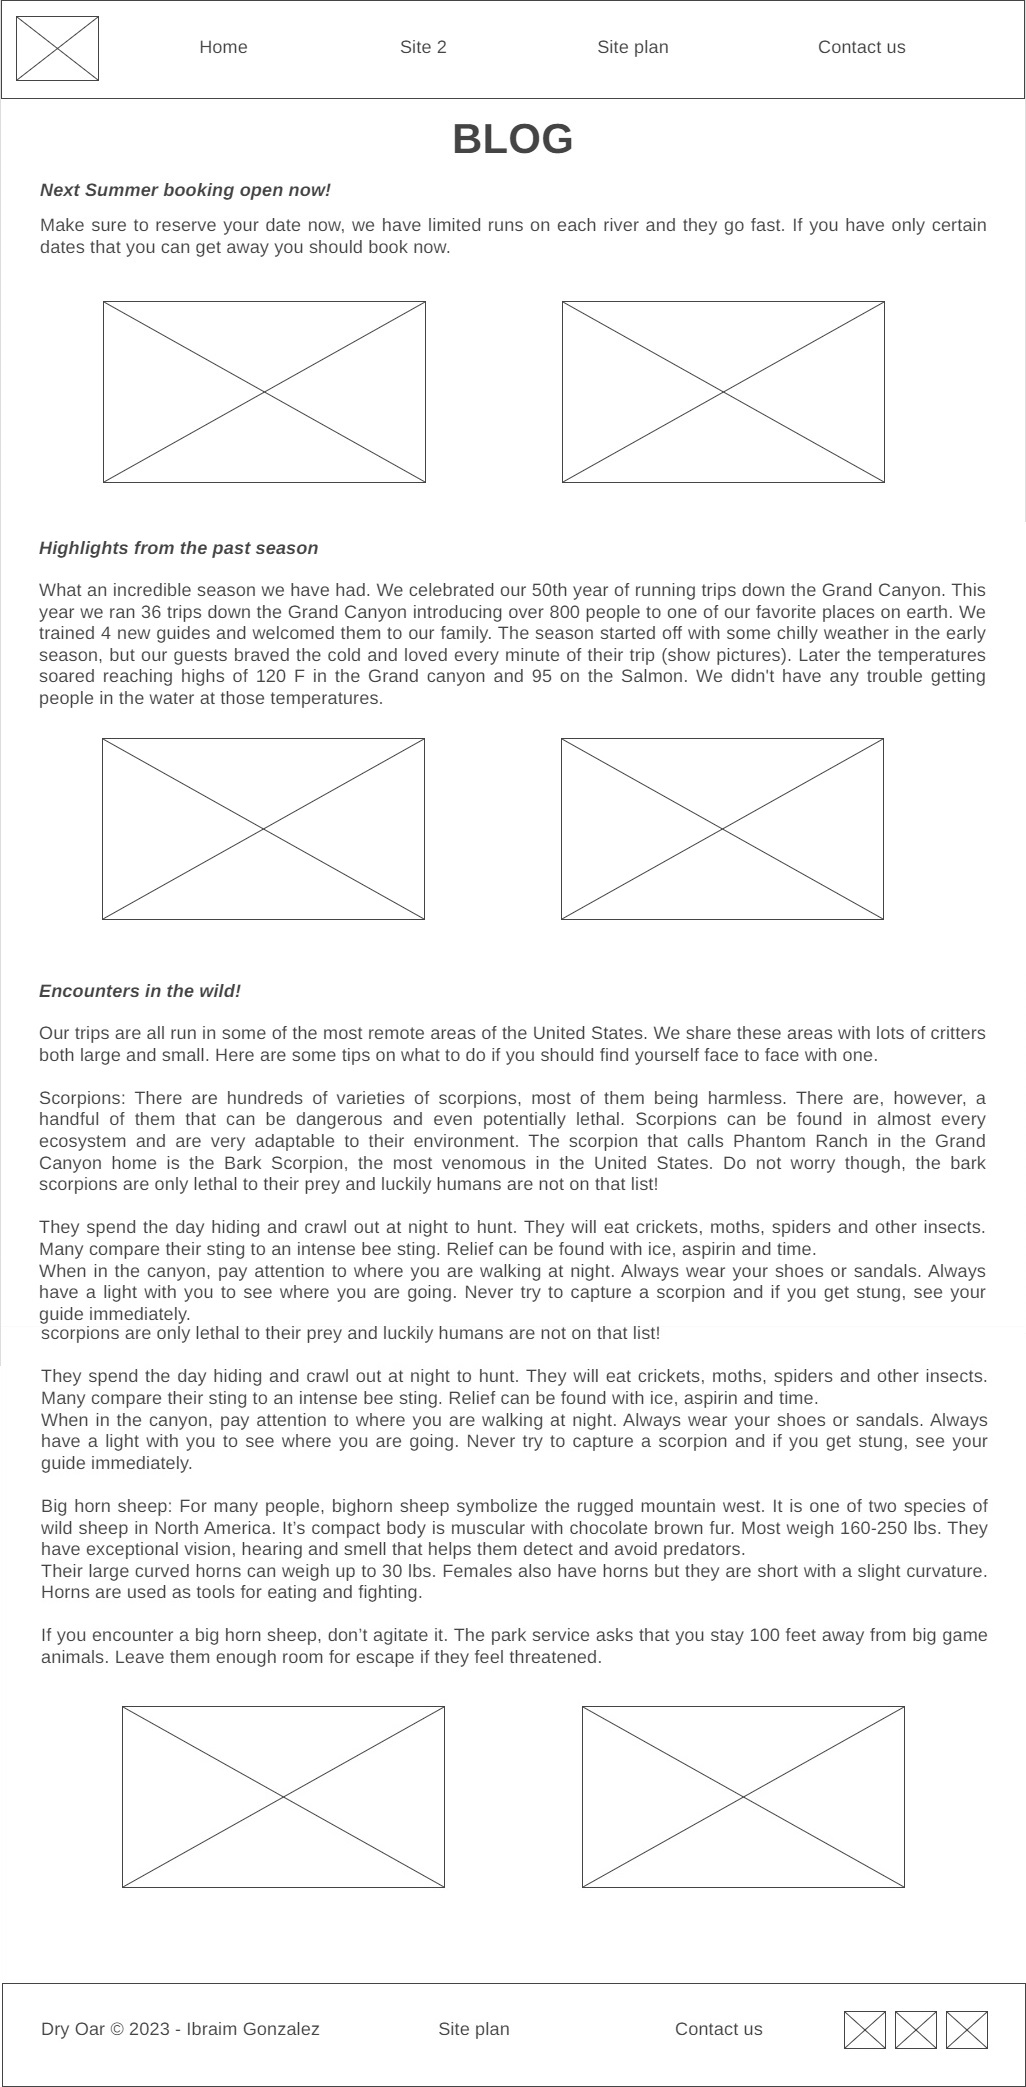 Home Site 2 Site plan Contact us
BLOG
Next Summer booking open now!
Make sure to reserve your date now, we have limited runs on each river and they go fast. If you have only certain
dates that you can get away you should book now.
Highlights from the past season
What an incredible season we have had. We celebrated our 50th year of running trips down the Grand Canyon. This
year we ran 36 trips down the Grand Canyon introducing over 800 people to one of our favorite places on earth. We
trained 4 new guides and welcomed them to our family. The season started off with some chilly weather in the early
season, but our guests braved the cold and loved every minute of their trip (show pictures). Later the temperatures
soared reaching highs of 120 F in the Grand canyon and 95 on the Salmon. We didn't have any trouble getting
people in the water at those temperatures.
Encounters in the wild!
Our trips are all run in some of the most remote areas of the United States. We share these areas with lots of critters
both large and small. Here are some tips on what to do if you should find yourself face to face with one.
Scorpions: There are hundreds of varieties of scorpions, most of them being harmless. There are, however, a
handful of them that can be dangerous and even potentially lethal. Scorpions can be found in almost every
ecosystem and are very adaptable to their environment. The scorpion that calls Phantom Ranch in the Grand
Canyon home is the Bark Scorpion, the most venomous in the United States. Do not worry though, the bark
scorpions are only lethal to their prey and luckily humans are not on that list!
They spend the day hiding and crawl out at night to hunt. They will eat crickets, moths, spiders and other insects.
Many compare their sting to an intense bee sting. Relief can be found with ice, aspirin and time.
When in the canyon, pay attention to where you are walking at night. Always wear your shoes or sandals. Always
have a light with you to see where you are going. Never try to capture a scorpion and if you get stung, see your
guide immediately.
scorpions are only lethal to their prey and luckily humans are not on that list!
They spend the day hiding and crawl out at night to hunt. They will eat crickets, moths, spiders and other insects.
Many compare their sting to an intense bee sting. Relief can be found with ice, aspirin and time.
When in the canyon, pay attention to where you are walking at night. Always wear your shoes or sandals. Always
have a light with you to see where you are going. Never try to capture a scorpion and if you get stung, see your
guide immediately.
Big horn sheep: For many people, bighorn sheep symbolize the rugged mountain west. It is one of two species of
wild sheep in North America. It’s compact body is muscular with chocolate brown fur. Most weigh 160-250 lbs. They
have exceptional vision, hearing and smell that helps them detect and avoid predators.
Their large curved horns can weigh up to 30 lbs. Females also have horns but they are short with a slight curvature.
Horns are used as tools for eating and fighting.
If you encounter a big horn sheep, don’t agitate it. The park service asks that you stay 100 feet away from big game
animals. Leave them enough room for escape if they feel threatened.
Dry Oar © 2023 - Ibraim Gonzalez Site plan Contact us